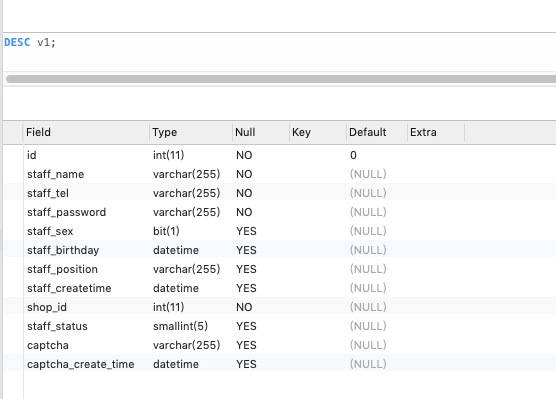 DESC v1;
Field Type Null Key Default Extra
id int(11) NO 0
staff_name varchar(255) NO (NULL)
staff_tel varchar(255) NO (NULL)
staff_password varchar(255) NO (NULL)
staff_sex bit(1) YES (NULL)
staff_birthday datetime YES (NULL)
staff_position varchar(255) YES (NULL)
staff_createtime datetime YES (NULL)
shop_id int(11) NO (NULL)
staff_status smallint(5) YES (NULL)
captcha varchar(255) YES (NULL)
captcha_create_time datetime YES (NULL)